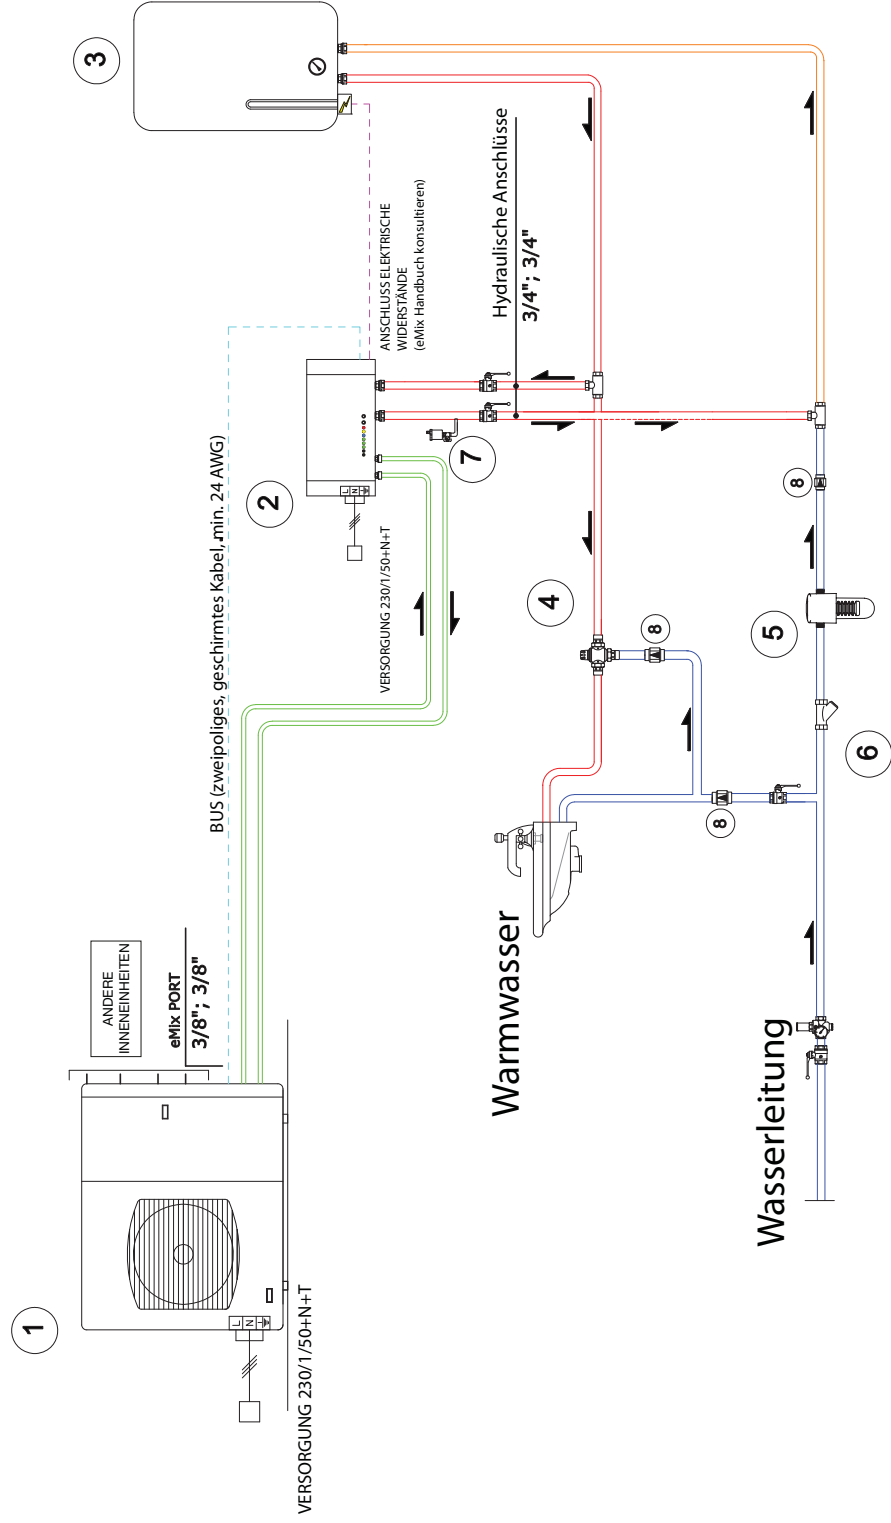 1
VERSORGUNG 230/1/50+N+T
L
N
ANDERE
INNENEINHEITEN
eMix PORT
3/8"; 3/8"
BUS (zweipoliges, geschirmtes Kabel, min. 24 AWG)
2
L
N
VERSORGUNG 230/1/50+N+T
3
ANSCHLUSS ELEKTRISCHE
WIDERSTÄNDE
(eMix Handbuch konsultieren)
7
Hydraulische Anschlüsse
3/4"; 3/4"
Warmwasser
4
8
8
Wasserleitung
6
5
8